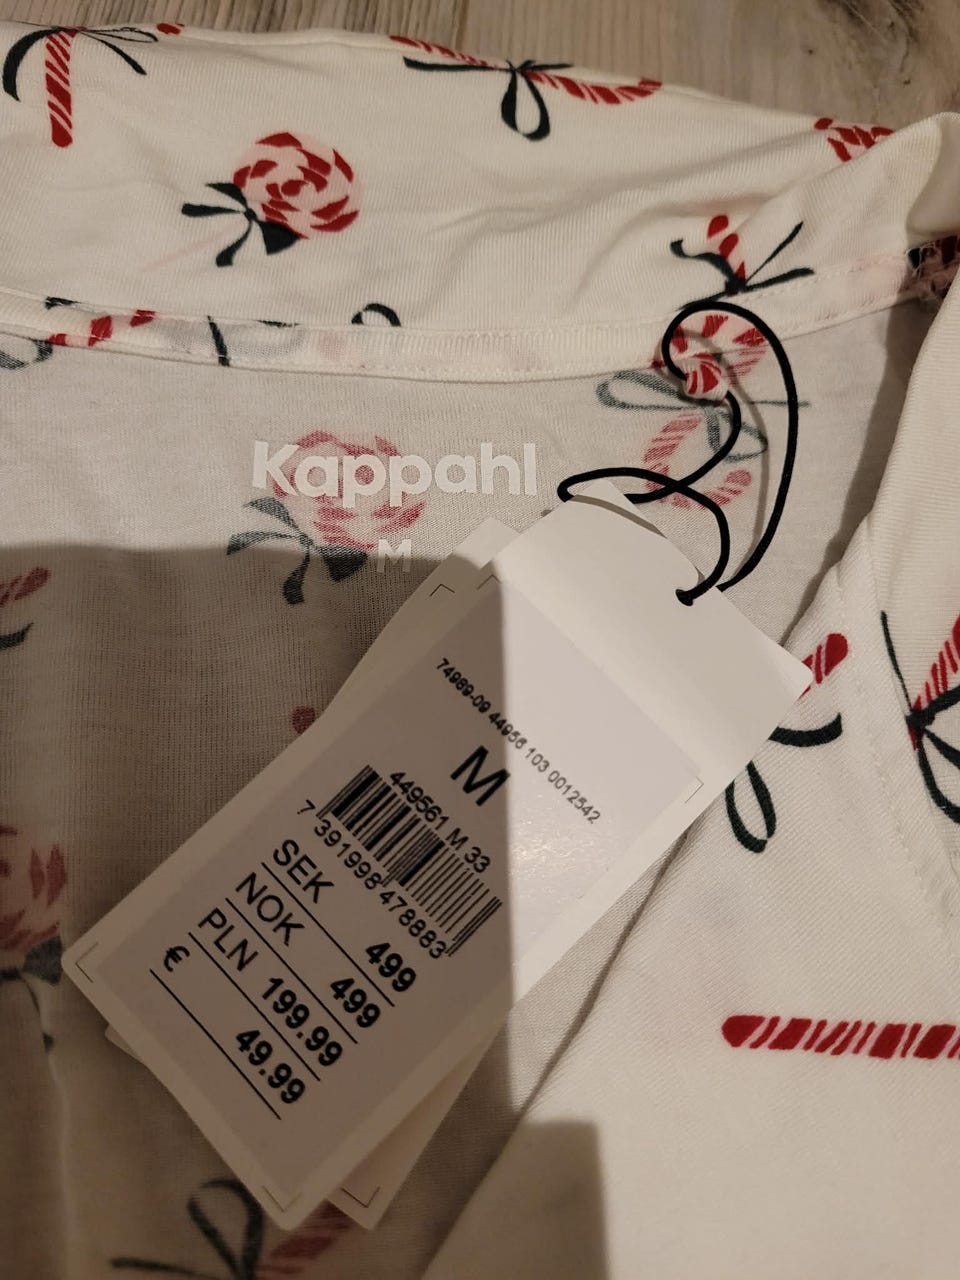 Kappahl
M
74989-09 44956 103 0012542
M
449561 M 33
7 391998 478883
SEK 499
NOK 499
PLN 199.99
€ 49.99